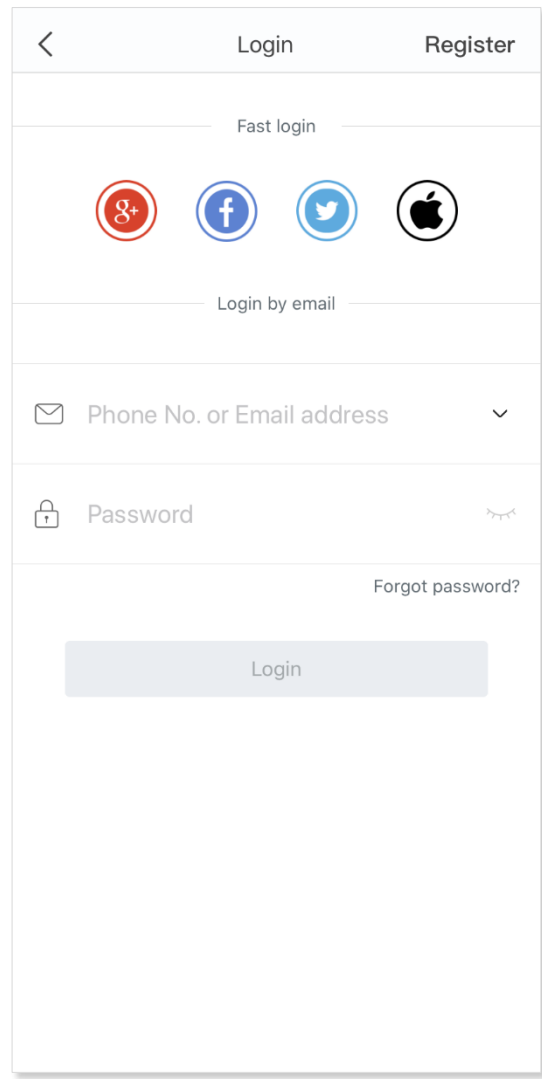 Login Register
Fast login
g+ f
Login by email
Phone No. or Email address
Password
Forgot password?
Login